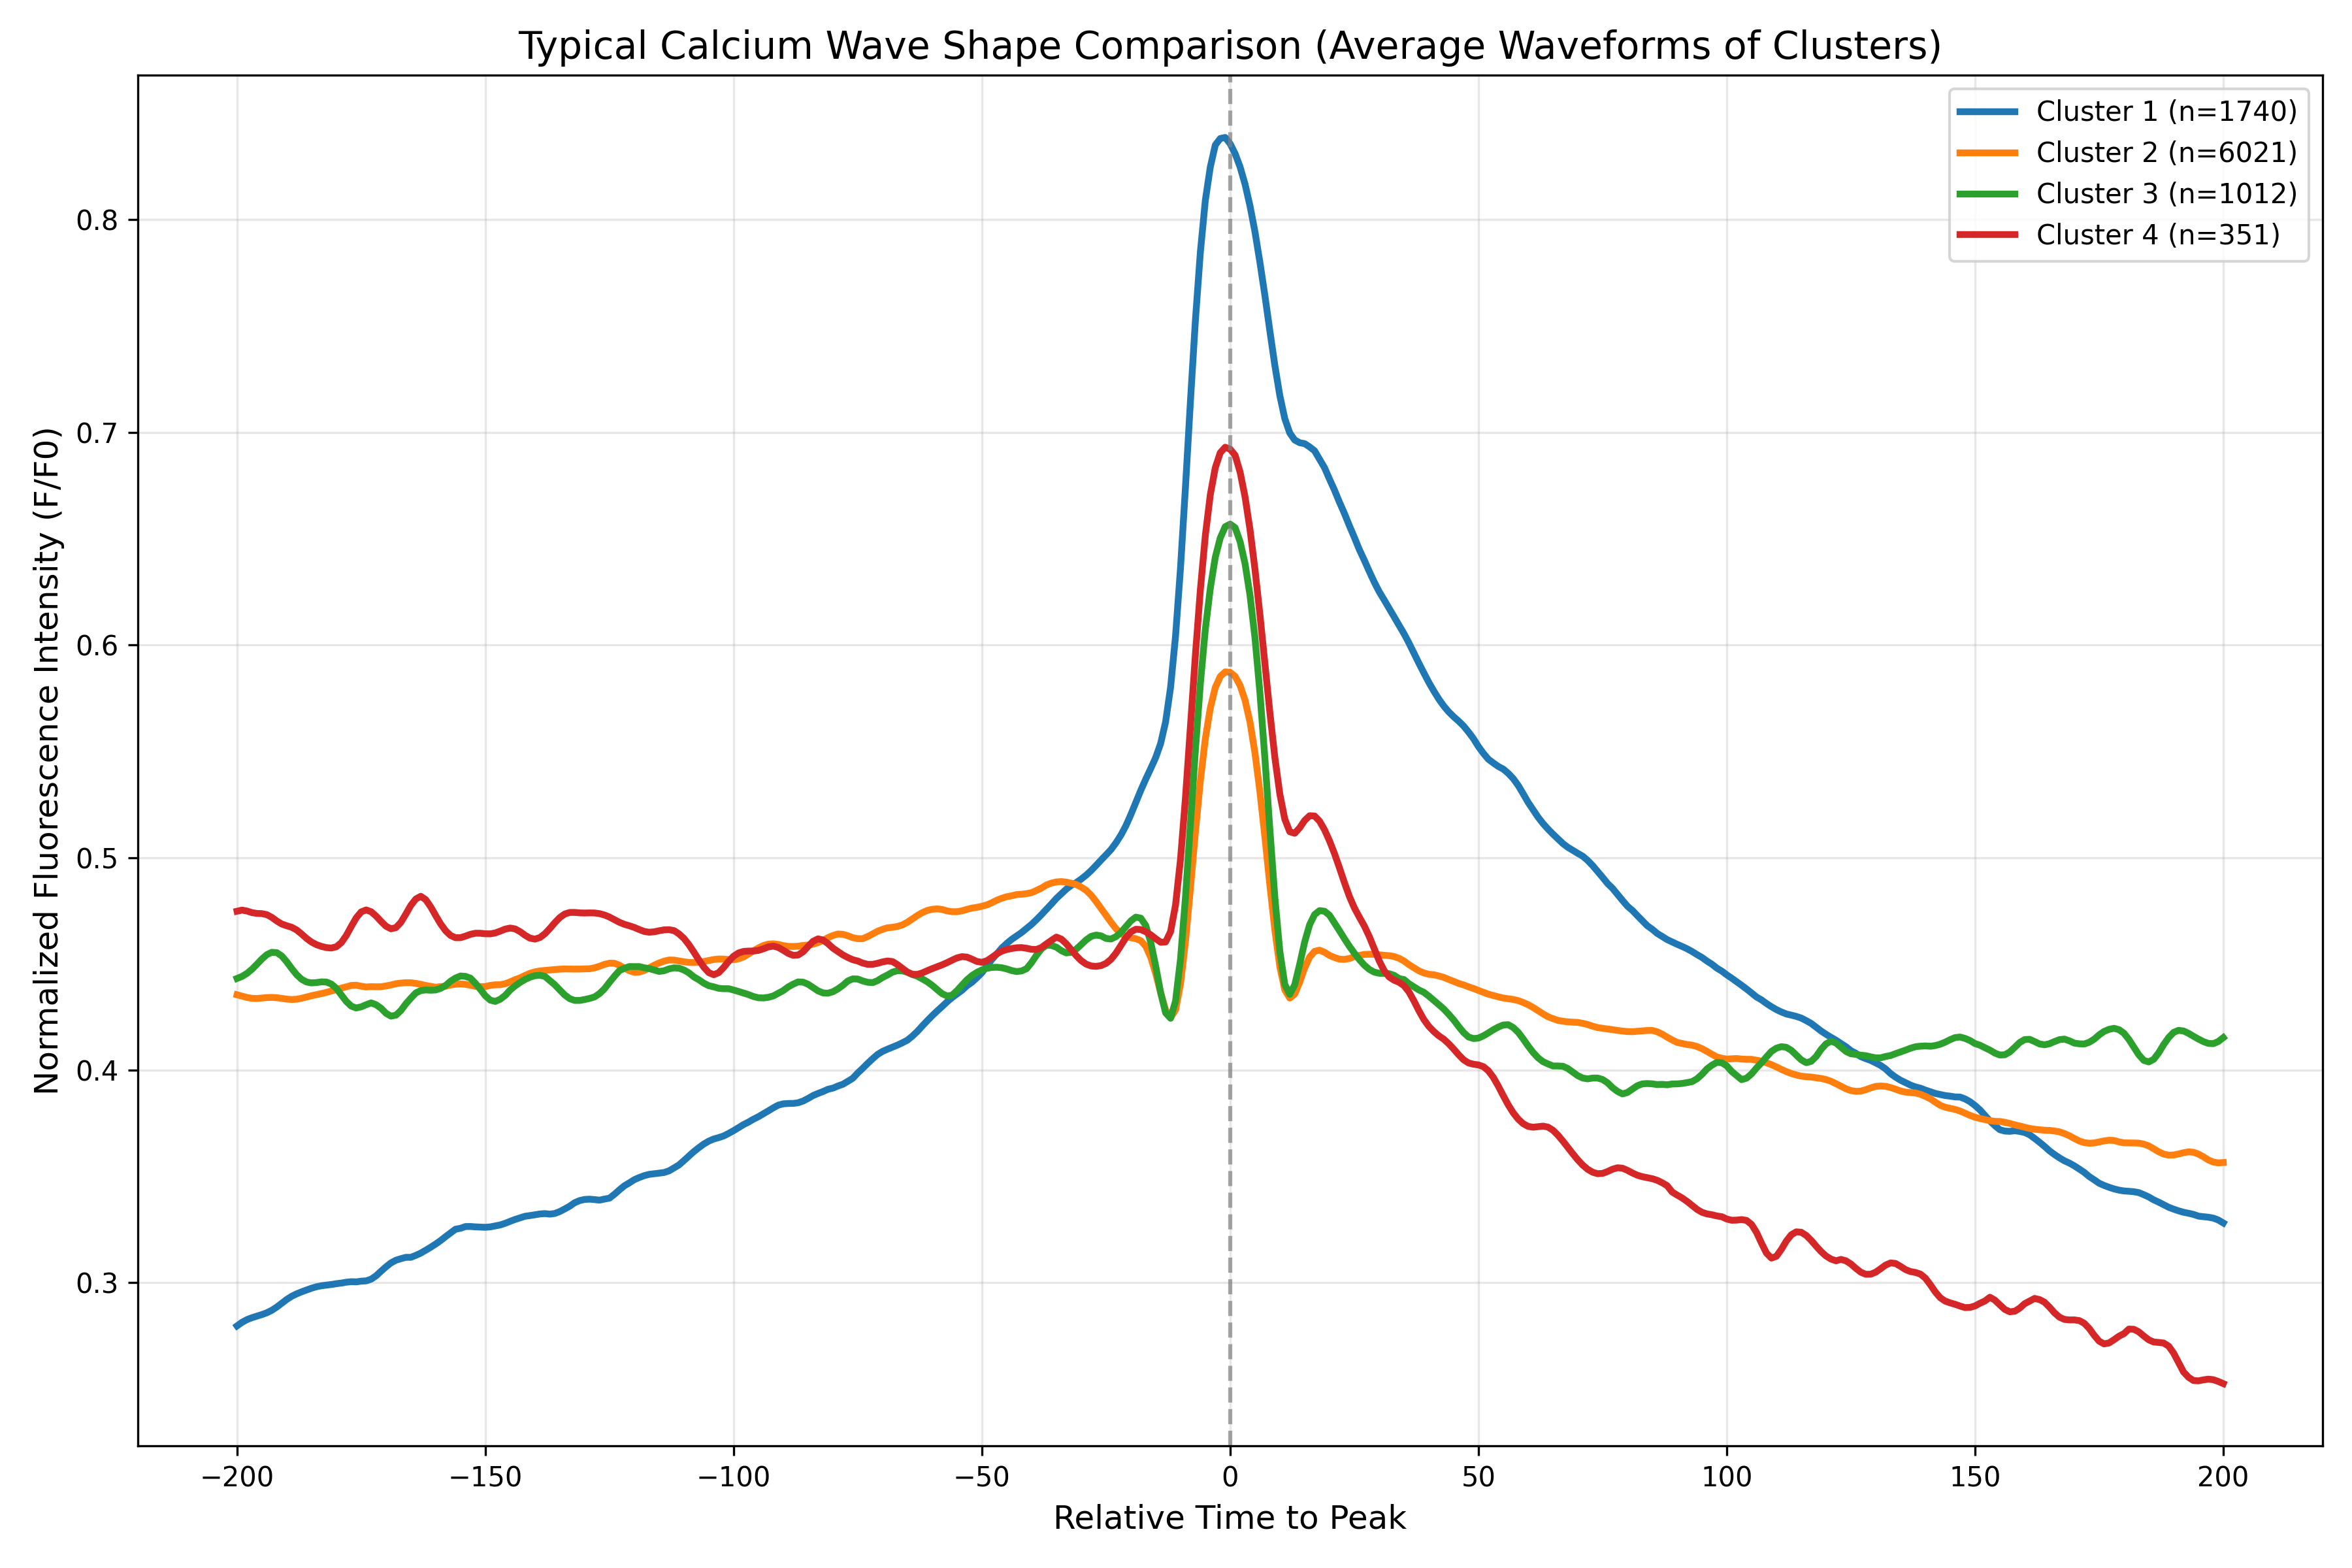 Typical Calcium Wave Shape Comparison (Average Waveforms of Clusters)
Cluster 1 (n=1740)
Cluster 2 (n=6021)
Cluster 3 (n=1012)
Cluster 4 (n=351)
Normalized Fluorescence Intensity (F/F0)
0.8
0.7
0.6
0.5
0.4
0.3
−200 −150 −100 −50 0 50 100 150 200
Relative Time to Peak